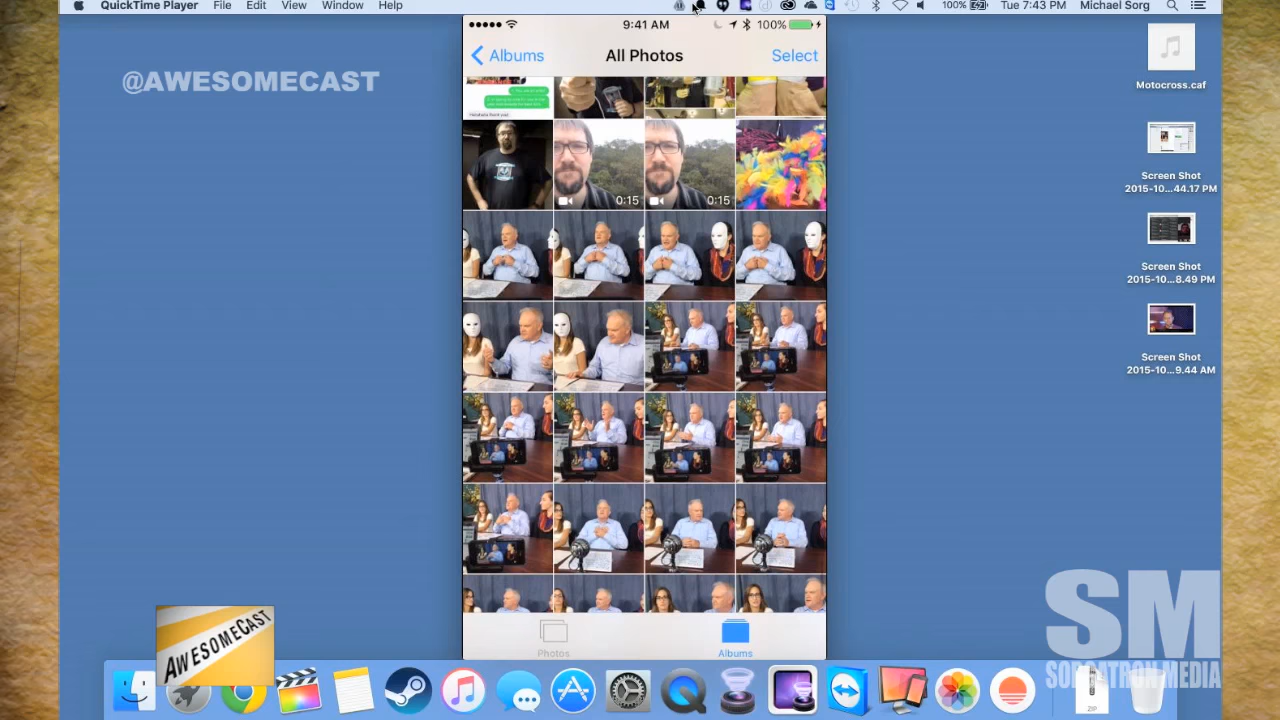 QuickTime Player File Edit View Window Help 100% Tue 7:43 PM Michael Sorg
9:41 AM 100%
Albums All Photos Select
@AWESOMECAST
Motocross.caf
0:15 0:15
Screen Shot
2015-10...44.17 PM
Screen Shot
2015-10...8.49 PM
Screen Shot
2015-10...9.44 AM
Photos Albums
AWESOMECAST
SM
SORGATRON MEDIA
ZIP